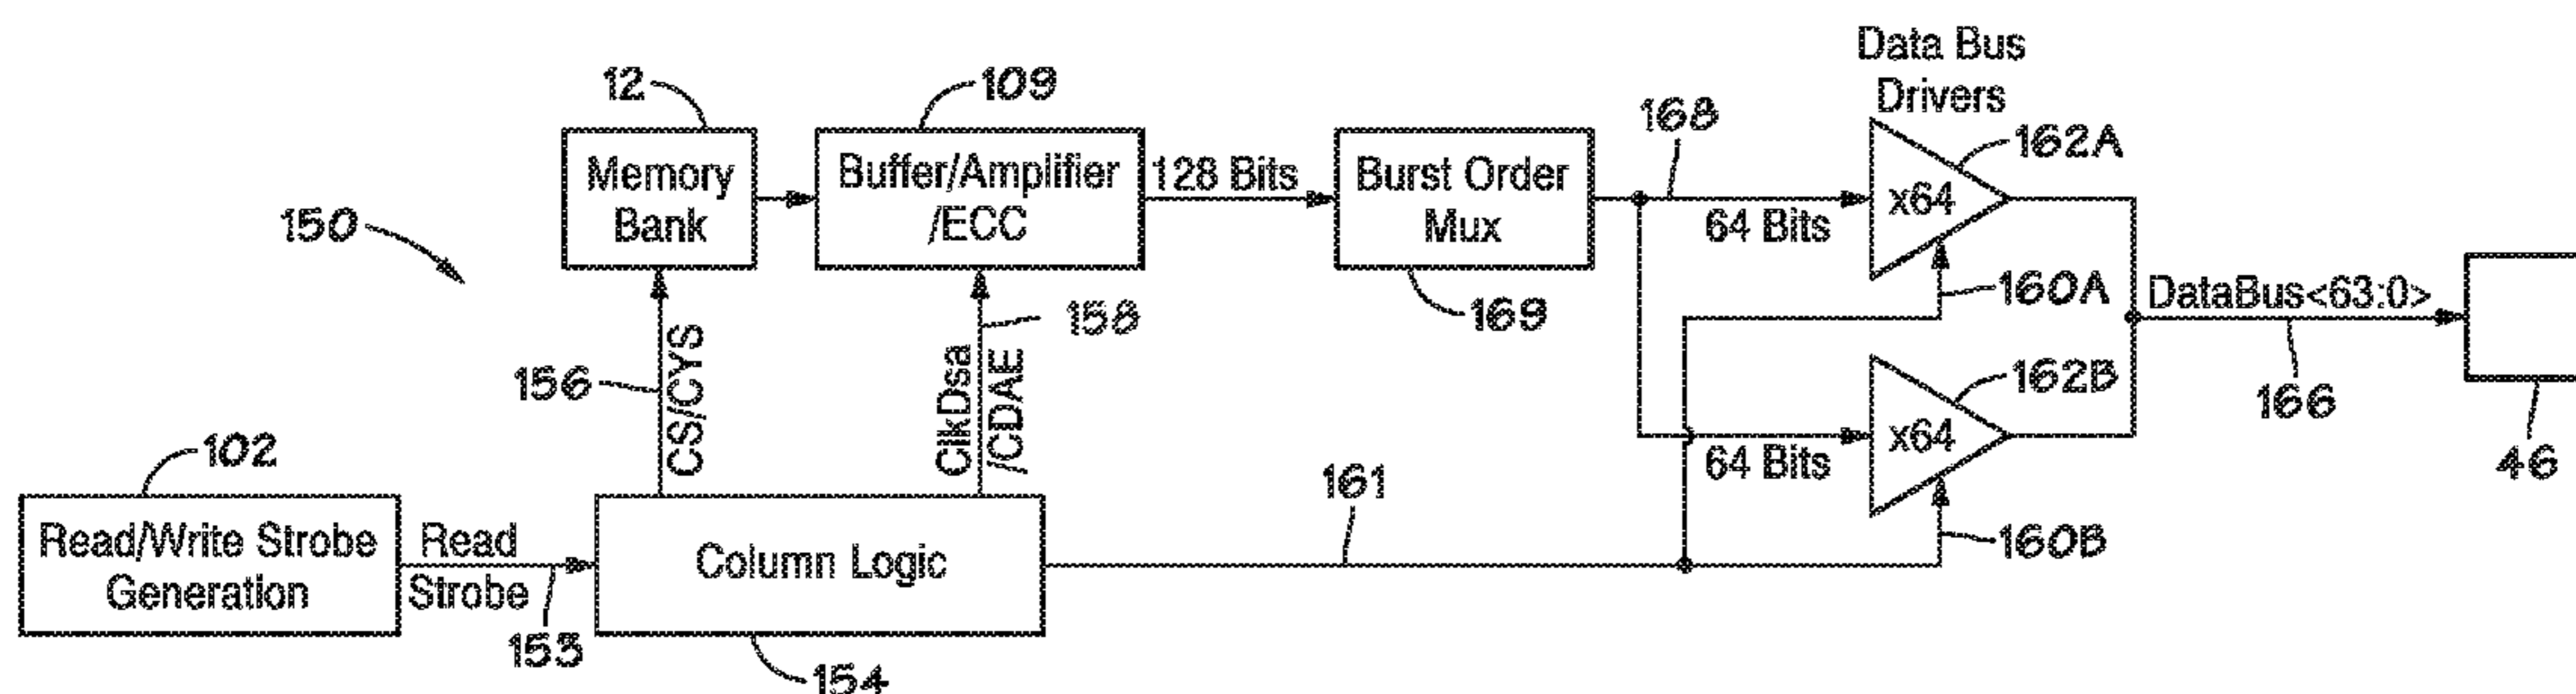 Data Bus
Drivers
12
109
168
162A
Memory
Bank
Buffer/Amplifier
/ECC
128 Bits
Burst Order
Mux
64 Bits
x64
150
160A
DataBus<63:0>
169
158
156
CS/CYS
ClkDsa
/CDAE
162B
166
46
x64
64 Bits
102
161
160B
Read/Write Strobe
Generation
Read
Strobe
153
Column Logic
154